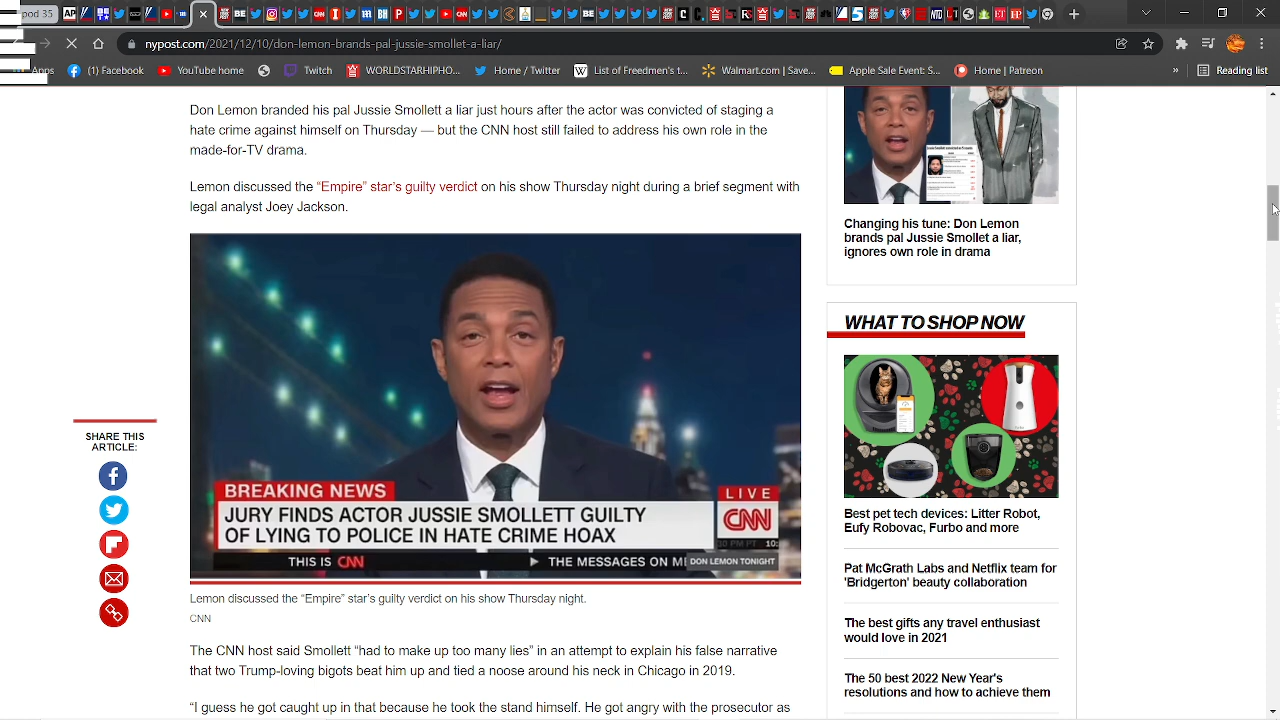 pod 35
nypost.com/2021/12/10/don-lemon-brands-pal-jussie-smollett-a-liar/
Apps
(1) Facebook
YouTube home
Twitch
Home / Twitter
List of Freedmen's t...
Walmart.com |
Apple Event: S...
Home | Patreon
»
Reading list
Don Lemon branded his pal Jussie Smollett a liar just hours after the actor was convicted of staging a
hate crime against himself on Thursday — but the CNN host still failed to address his own role in the
made-for-TV drama.
Lemon discussed the “Empire” star’s guilty verdict on his show Thursday night during a brief segment with
legal analyst Joey Jackson.
BREAKING NEWS
JURY FINDS ACTOR JUSSIE SMOLLETT GUILTY
OF LYING TO POLICE IN HATE CRIME HOAX
LIVE
CNN
THIS IS CNN
THE MESSAGES ON
DON LEMON TONIGHT
Lemon discussed the “Empire” star’s guilty verdict on his show Thursday night.
CNN
The CNN host said Smollett “had to make up too many lies” in an attempt to explain his false narrative
that two Trump-loving bigots beat him up and tied a noose around his neck in Chicago in 2019.
“I guess he got caught up in that because he took the stand himself. He got angry with the prosecutor as
SHARE THIS
ARTICLE:
Changing his tune: Don Lemon
brands pal Jussie Smollet a liar,
ignores own role in drama
WHAT TO SHOP NOW
Best pet tech devices: Litter Robot,
Eufy Robovac, Furbo and more
Pat McGrath Labs and Netflix team for
'Bridgerton' beauty collaboration
The best gifts any travel enthusiast
would love in 2021
The 50 best 2022 New Year's
resolutions and how to achieve them